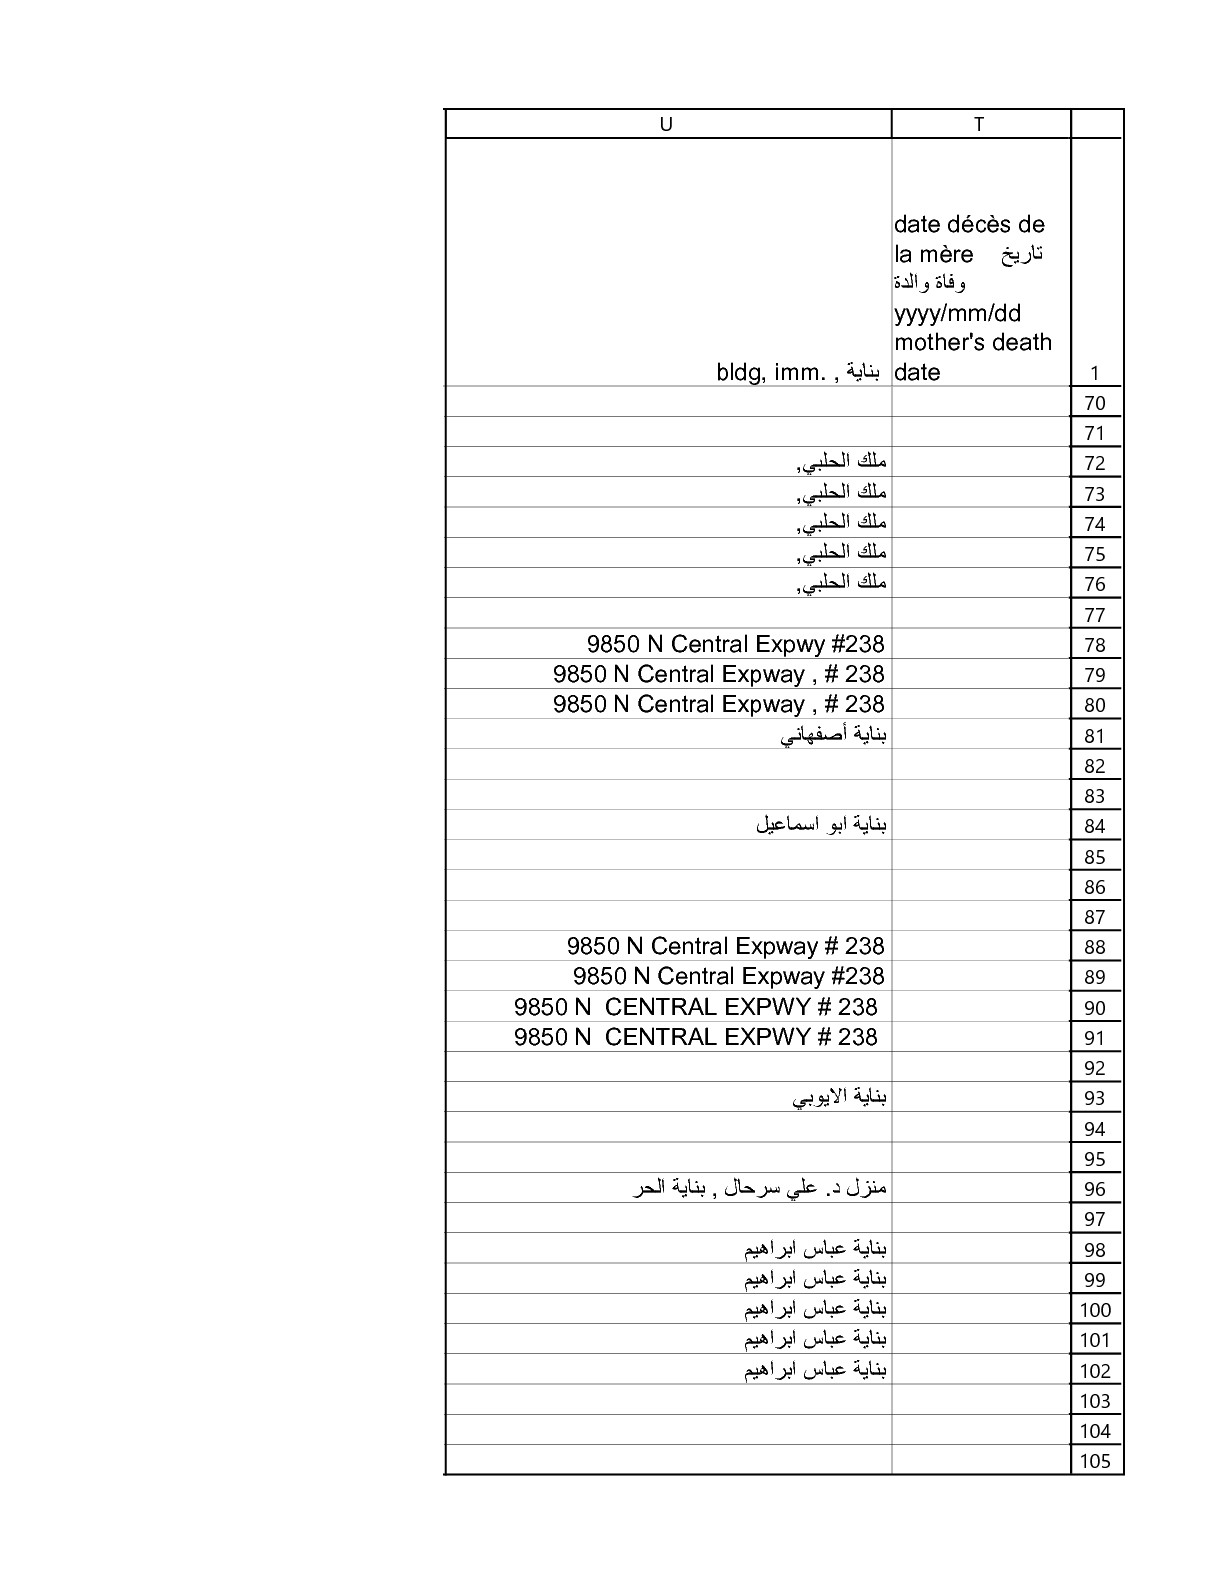 U T
date décès de
la mère تاريخ
وفاة والدة
yyyy/mm/dd
mother's death
date
bldg, imm. , بناية
1
70
71
ملك الحلبي, 72
ملك الحلبي, 73
ملك الحلبي, 74
ملك الحلبي, 75
ملك الحلبي, 76
77
9850 N Central Expwy #238 78
9850 N Central Expway , # 238 79
9850 N Central Expway , # 238 80
بناية أصفهاني 81
82
83
بناية ابو اسماعيل 84
85
86
87
9850 N Central Expway # 238 88
9850 N Central Expway #238 89
9850 N CENTRAL EXPWY # 238 90
9850 N CENTRAL EXPWY # 238 91
92
بناية الايوبي 93
94
95
منزل د. علي سرحال , بناية الحر 96
97
بناية عباس ابراهيم 98
بناية عباس ابراهيم 99
بناية عباس ابراهيم 100
بناية عباس ابراهيم 101
بناية عباس ابراهيم 102
103
104
105